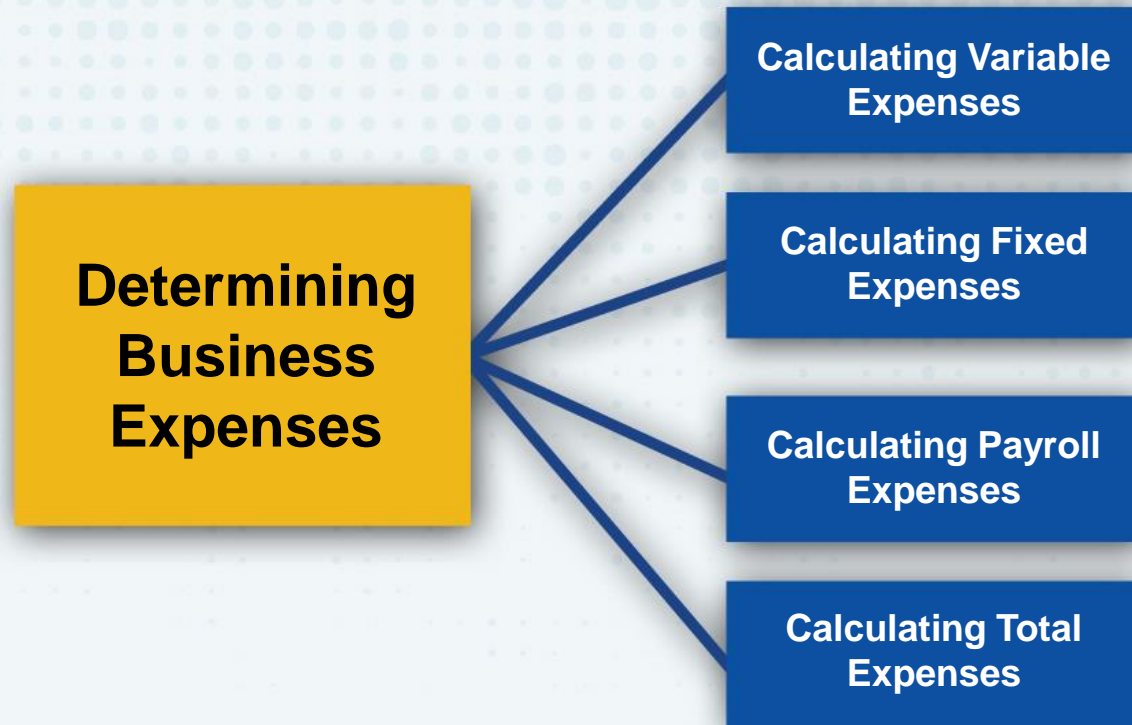 Determining
Business
Expenses
Calculating Variable
Expenses
Calculating Fixed
Expenses
Calculating Payroll
Expenses
Calculating Total
Expenses